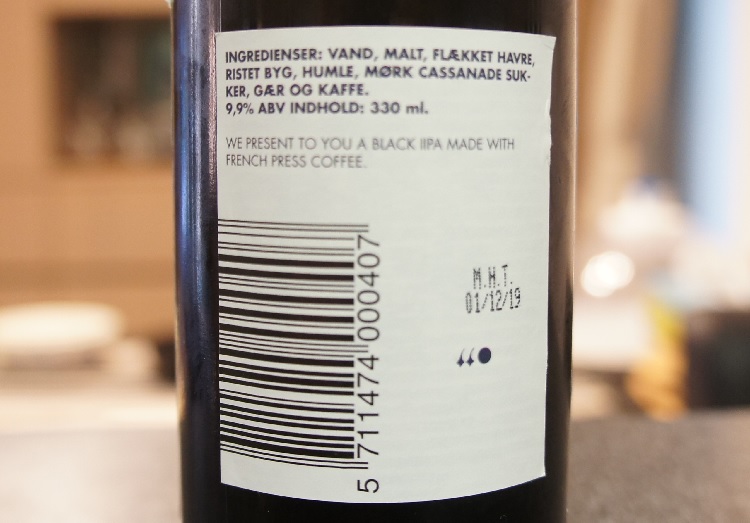 INGREDIENSER: VAND, MALT, FLÆKKET HAVRE,
RISTET BYG, HUMLE, MØRK CASSANADE SUK-
KER, GÆR OG KAFFE.
9,9% ABV INDHOLD: 330 ml.
WE PRESENT TO YOU A BLACK IIPA MADE WITH
FRENCH PRESS COFFEE.
M.H.T.
01/12/19
5 711474 000407